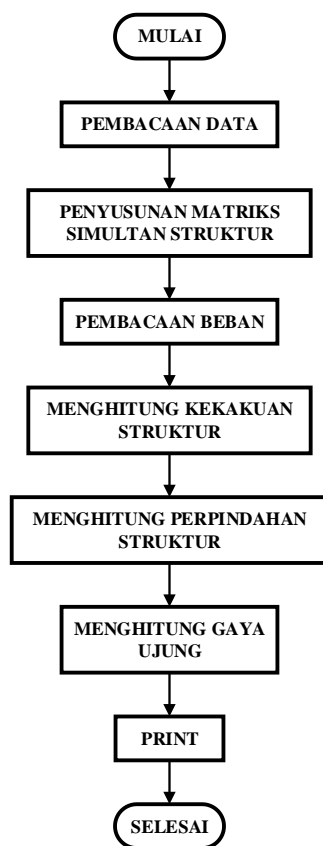 MULAI
PEMBACAAN DATA
PENYUSUNAN MATRIKS
SIMULTAN STRUKTUR
PEMBACAAN BEBAN
MENGHITUNG KEKAKUAN
STRUKTUR
MENGHITUNG PERPINDAHAN
STRUKTUR
MENGHITUNG GAYA
UJUNG
PRINT
SELESAI